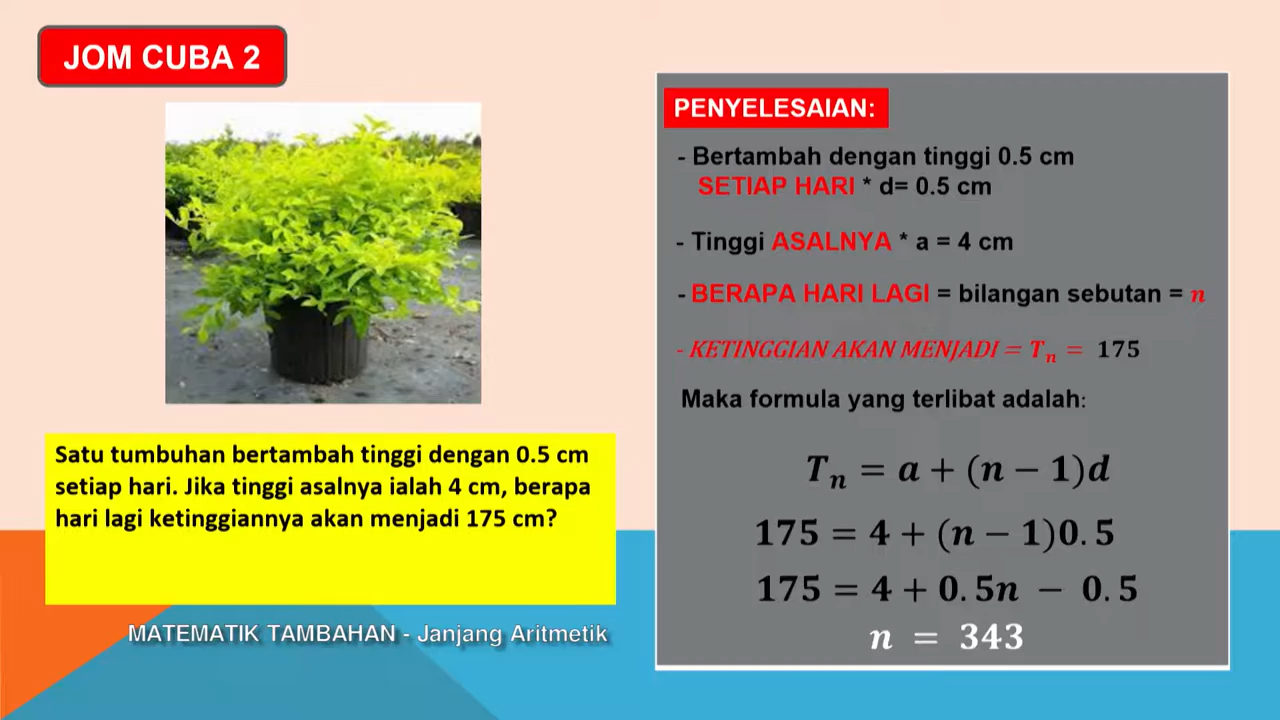 JOM CUBA 2
Satu tumbuhan bertambah tinggi dengan 0.5 cm
setiap hari. Jika tinggi asalnya ialah 4 cm, berapa
hari lagi ketinggiannya akan menjadi 175 cm?
MATEMATIK TAMBAHAN - Janjang Aritmetik
PENYELESAIAN:
- Bertambah dengan tinggi 0.5 cm
SETIAP HARI * d= 0.5 cm
- Tinggi ASALNYA * a = 4 cm
- BERAPA HARI LAGI = bilangan sebutan = n
- KETINGGIAN AKAN MENJADI = Tₙ = 175
Maka formula yang terlibat adalah:
Tₙ = a + (n − 1)d
175 = 4 + (n − 1)0.5
175 = 4 + 0.5n − 0.5
n = 343